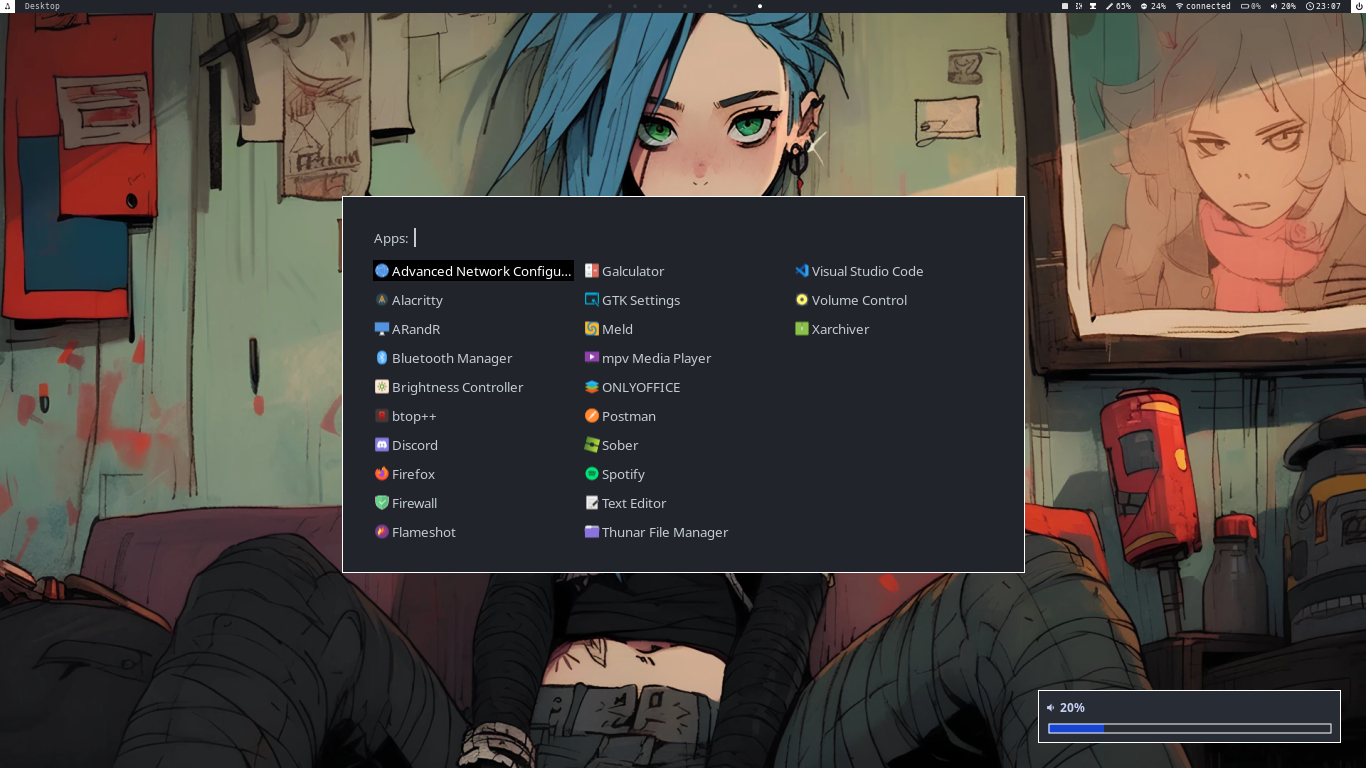 Desktop
65% 24% connected 0% 20% 23:07
Apps:
Advanced Network Configu...
Alacritty
ARandR
Bluetooth Manager
Brightness Controller
btop++
Discord
Firefox
Firewall
Flameshot
Galculator
GTK Settings
Meld
mpv Media Player
ONLYOFFICE
Postman
Sober
Spotify
Text Editor
Thunar File Manager
Visual Studio Code
Volume Control
Xarchiver
20%